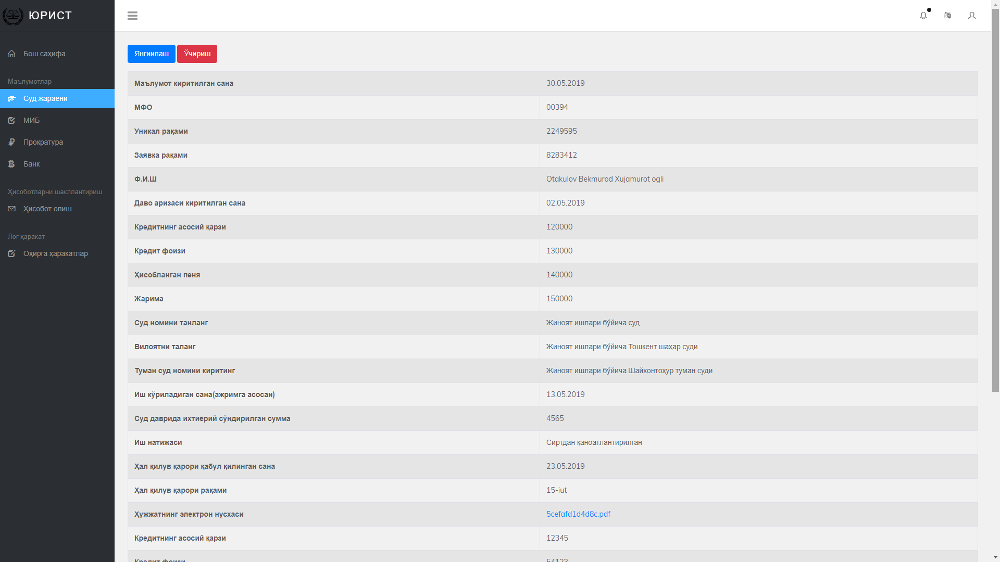 ЮРИСТ
Бош саҳифа
Маълумотлар
Суд жараёни
МИБ
Прократура
Банк
Ҳисоботларни шакллантириш
Ҳисобот олиш
Лог ҳаракат
Оҳирга ҳаракатлар
Янгиилаш Ўчириш
Маълумот киритилган сана 30.05.2019
МФО 00394
Уникал рақами 2249595
Заявка рақами 8283412
Ф.И.Ш Otakulov Bekmurod Xujamurot ogli
Даво аризаси киритилган сана 02.05.2019
Кредитнинг асосий қарзи 120000
Кредит фоизи 130000
Ҳисобланган пеня 140000
Жарима 150000
Суд номини танланг Жиноят ишлари бўйича суд
Вилоятни таланг Жиноят ишлари бўйича Тошкент шаҳар суди
Туман суд номини киритинг Жиноят ишлари бўйича Шайхонтоҳур туман суди
Иш кўриладиган сана(ажримга асосан) 13.05.2019
Суд даврида ихтиёрий сўндирилган сумма 4565
Иш натижаси Сиртдан қаноатлантирилган
Ҳал қилув қарори қабул қилинган сана 23.05.2019
Ҳал қилув қарори рақами 15-iut
Ҳужжатнинг электрон нусхаси 5cefafd1d4d8c.pdf
Кредитнинг асосий қарзи 12345
Кредит фоизи 54123